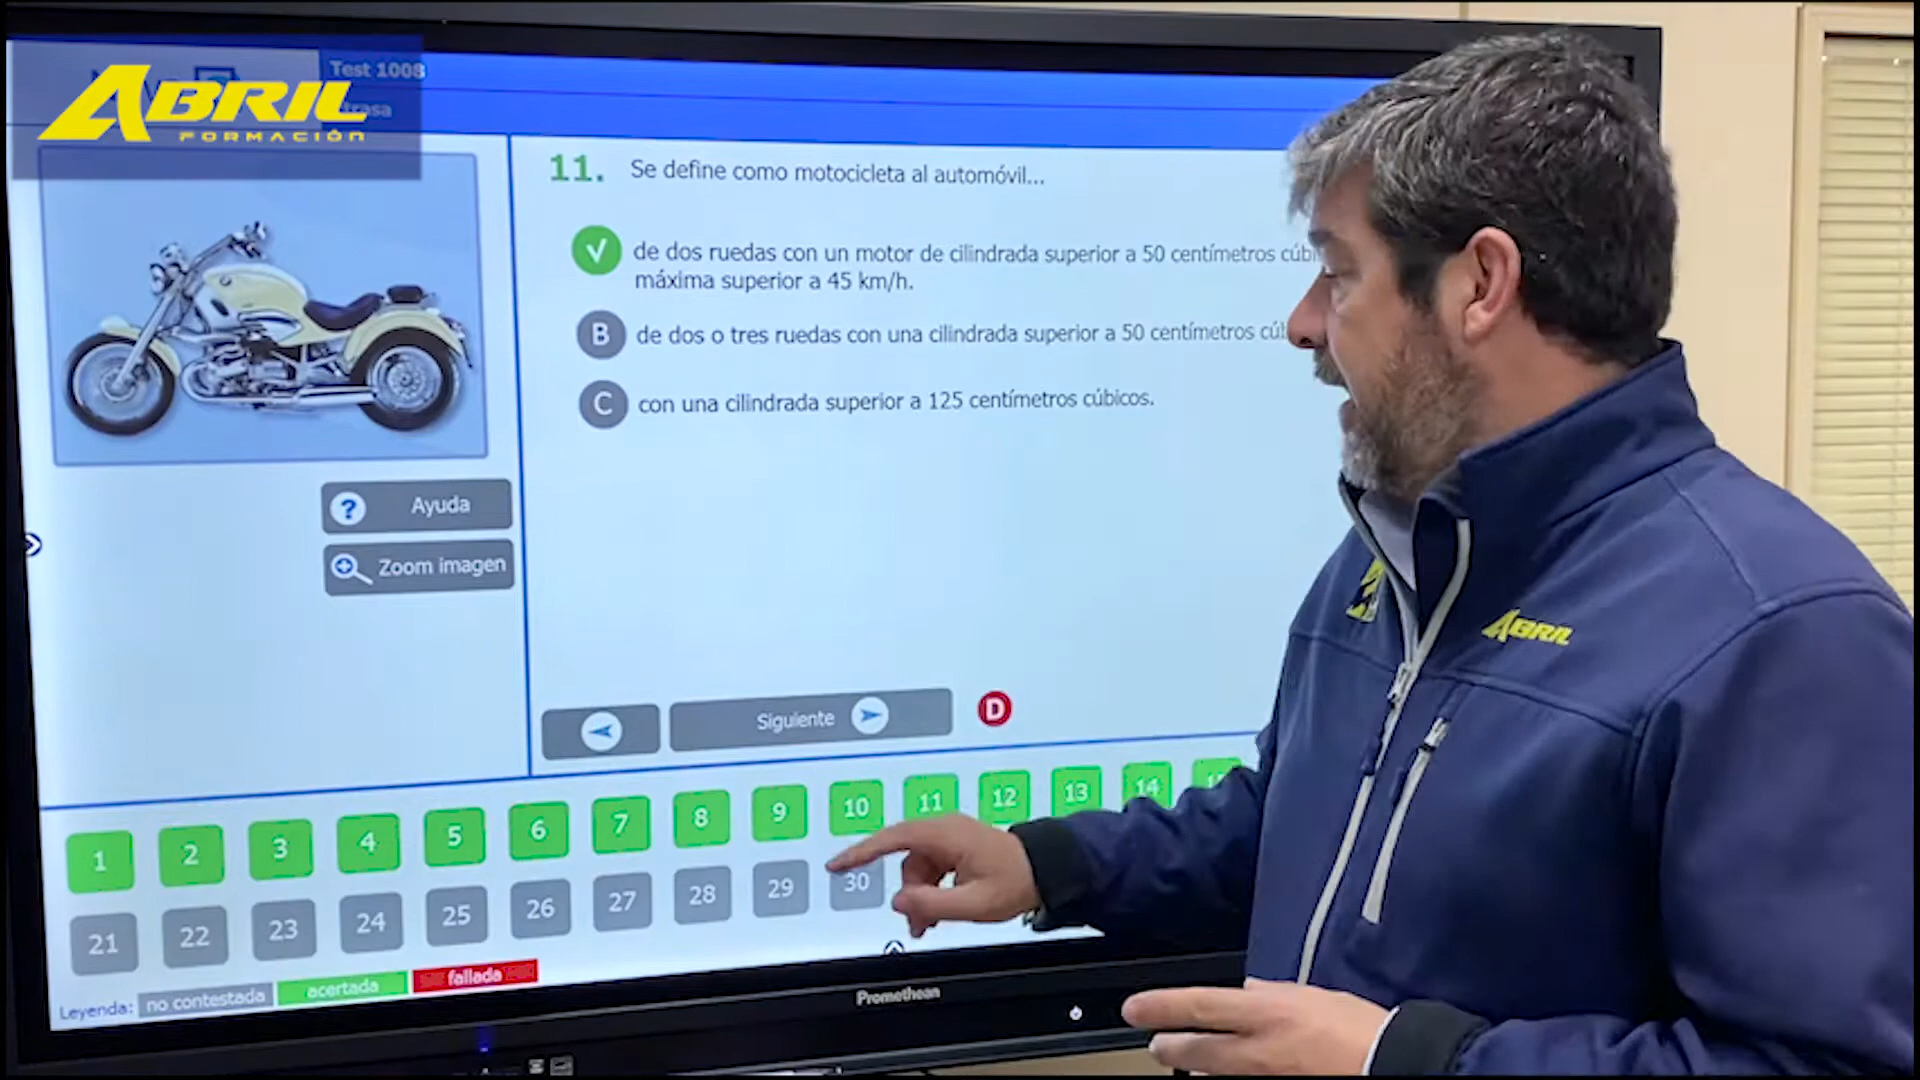 Test 1008
ABRIL
FORMACIÓN
11. Se define como motocicleta al automóvil...
√ de dos ruedas con un motor de cilindrada superior a 50 centímetros
máxima superior a 45 km/h.
B de dos o tres ruedas con una cilindrada superior a 50 centímetros
C con una cilindrada superior a 125 centímetros cúbicos.
? Ayuda
Zoom imagen
Siguiente
D
1 2 3 4 5 6 7 8 9 10 11 12 13 14
21 22 23 24 25 26 27 28 29 30
Leyenda: no contestada acertada fallada
Promethean
ABRIL